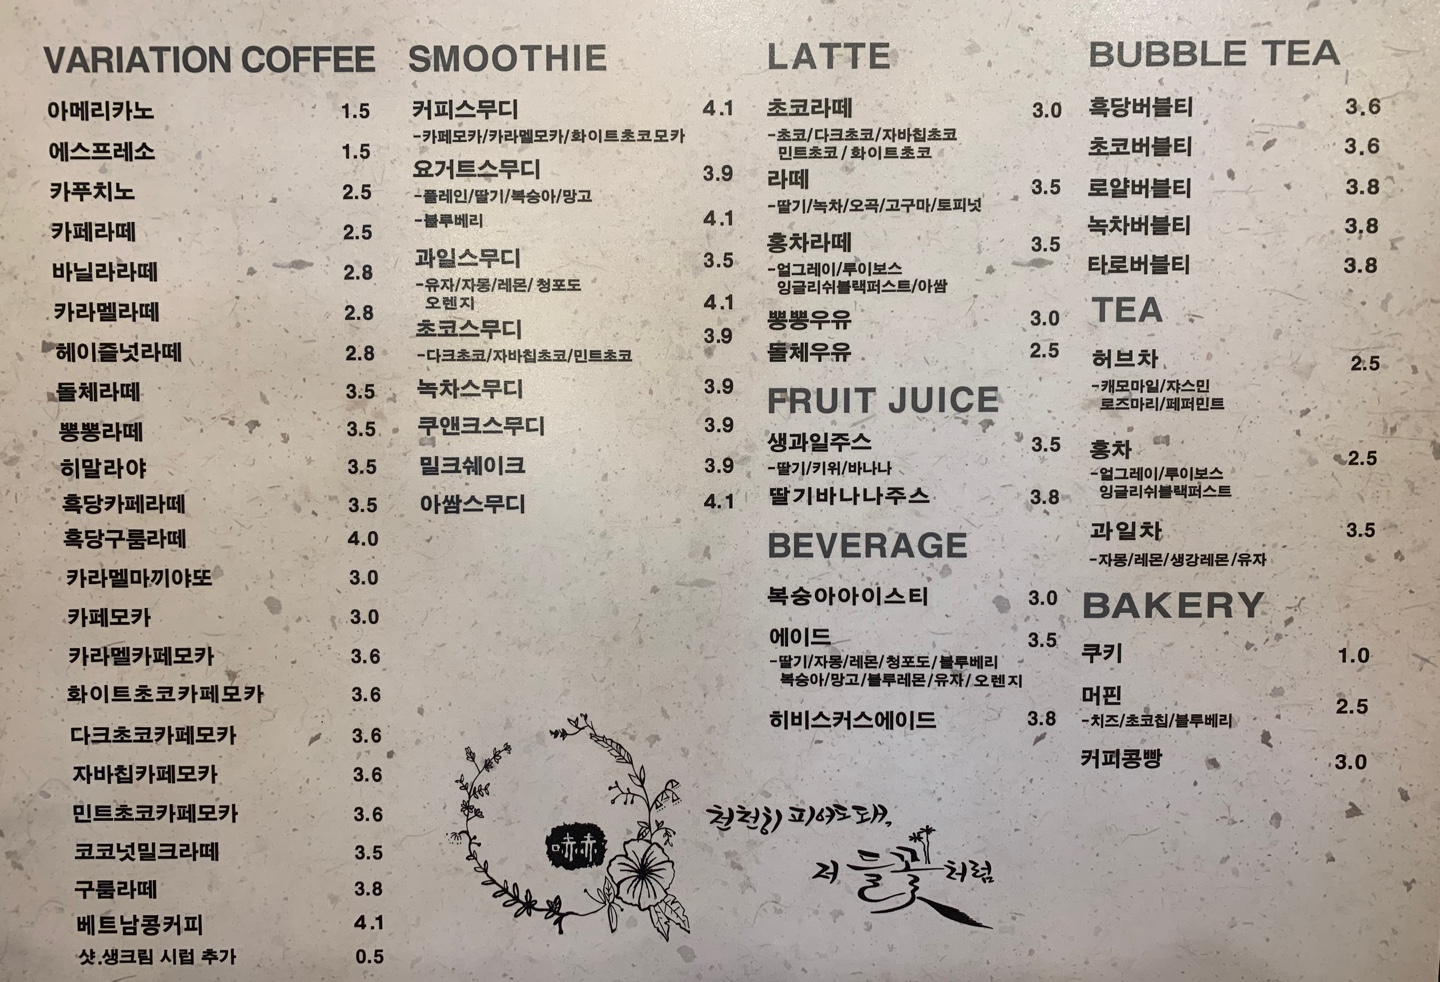 VARIATION COFFEE
아메리카노 1.5
에스프레소 1.5
카푸치노 2.5
카페라떼 2.5
바닐라라떼 2.8
카라멜라떼 2.8
헤이즐넛라떼 2.8
돌체라떼 3.5
뽕뽕라떼 3.5
히말라야 3.5
흑당카페라떼 3.5
흑당구룸라떼 4.0
카라멜마끼야또 3.0
카페모카 3.0
카라멜카페모카 3.6
화이트초코카페모카 3.6
다크초코카페모카 3.6
자바칩카페모카 3.6
민트초코카페모카 3.6
코코넛밀크라떼 3.5
구룸라떼 3.8
베트남콩커피 4.1
샷.생크림 시럽 추가 0.5
SMOOTHIE
커피스무디 4.1
-카페모카/카라멜모카/화이트초코모카
요거트스무디 3.9
-플레인/딸기/복숭아/망고
-블루베리 4.1
과일스무디 3.5
-유자/자몽/레몬/청포도
오렌지 4.1
초코스무디 3.9
-다크초코/자바칩초코/민트초코
녹차스무디 3.9
쿠앤크스무디 3.9
밀크쉐이크 3.9
아쌈스무디 4.1
LATTE
초코라떼 3.0
-초코/다크초코/자바칩초코
민트초코/화이트초코
라떼 3.5
-딸기/녹차/오곡/고구마/토피넛
홍차라떼 3.5
-얼그레이/루이보스
잉글리쉬블랙퍼스트/아쌈
뽕뽕우유 3.0
돌체우유 2.5
FRUIT JUICE
생과일주스 3.5
-딸기/키위/바나나
딸기바나나주스 3.8
BEVERAGE
복숭아아이스티 3.0
에이드 3.5
-딸기/자몽/레몬/청포도/블루베리
복숭아/망고/블루레몬/유자/오렌지
히비스커스에이드 3.8
BUBBLE TEA
흑당버블티 3.6
초코버블티 3.6
로얄버블티 3.8
녹차버블티 3.8
타로버블티 3.8
TEA
허브차 2.5
-캐모마일/쟈스민
로즈마리/페퍼민트
홍차 2.5
-얼그레이/루이보스
잉글리쉬블랙퍼스트
과일차 3.5
-자몽/레몬/생강레몬/유자
BAKERY
쿠키 1.0
머핀 2.5
-치즈/초코칩/블루베리
커피콩빵 3.0
천천히 피어도 돼,
저 들꽃처럼